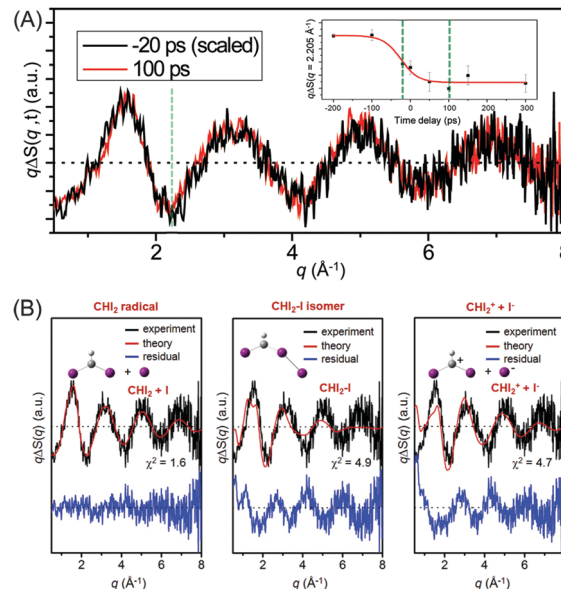 (A)
-20 ps (scaled)
100 ps
qΔS(q ,t) (a.u.)
2 4 6 8
q (Å⁻¹)
qΔS(q = 2.205 Å⁻¹)
-200 -100 0 100 200 300
Time delay (ps)
(B)
CHI₂ radical
experiment
theory
residual
+
CHI₂ + I
χ² = 1.6
qΔS(q) (a.u.)
2 4 6 8
q (Å⁻¹)
CHI₂-I isomer
experiment
theory
residual
CHI₂-I
χ² = 4.9
2 4 6 8
q (Å⁻¹)
CHI₂⁺ + I⁻
experiment
theory
residual
+ + -
CHI₂⁺ + I⁻
χ² = 4.7
2 4 6 8
q (Å⁻¹)